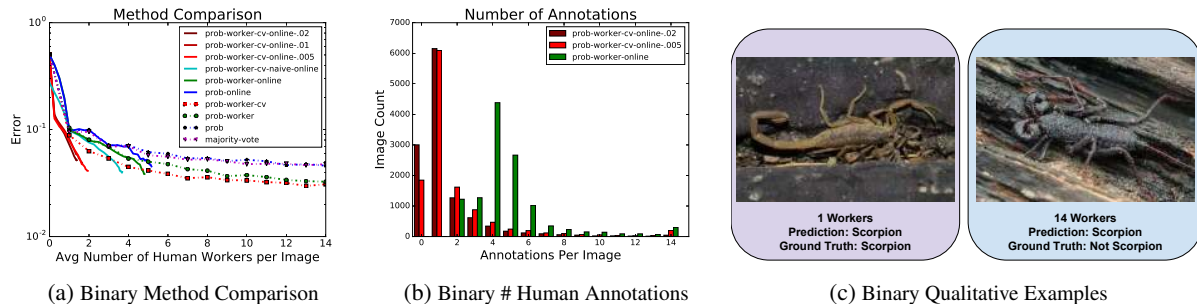 Method Comparison
Error
10^0
10^-1
10^-2
prob-worker-cv-online-.02
prob-worker-cv-online-.01
prob-worker-cv-online-.005
prob-worker-cv-naive-online
prob-worker-online
prob-online
prob-worker-cv
prob-worker
prob
majority-vote
0 2 4 6 8 10 12 14
Avg Number of Human Workers per Image
(a) Binary Method Comparison
Number of Annotations
Image Count
7000
6000
5000
4000
3000
2000
1000
0
prob-worker-cv-online-.02
prob-worker-cv-online-.005
prob-worker-online
0 2 4 6 8 10 12 14
Annotations Per Image
(b) Binary # Human Annotations
1 Workers
Prediction: Scorpion
Ground Truth: Scorpion
14 Workers
Prediction: Scorpion
Ground Truth: Not Scorpion
(c) Binary Qualitative Examples